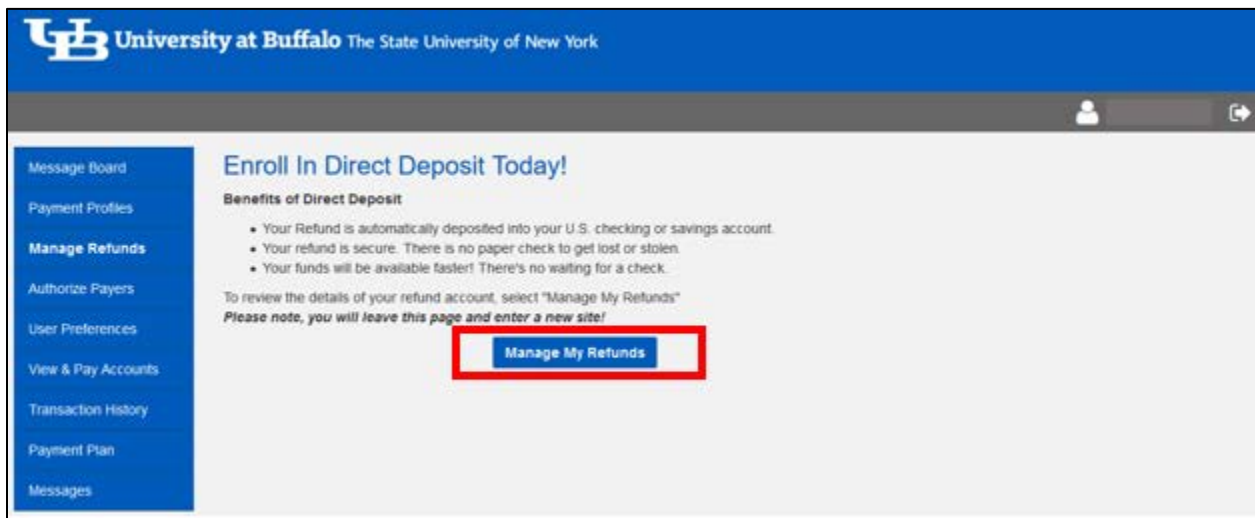 UB University at Buffalo The State University of New York
Message Board
Payment Profiles
Manage Refunds
Authorize Payers
User Preferences
View & Pay Accounts
Transaction History
Payment Plan
Messages
Enroll In Direct Deposit Today!
Benefits of Direct Deposit
• Your Refund is automatically deposited into your U.S. checking or savings account.
• Your refund is secure. There is no paper check to get lost or stolen.
• Your funds will be available faster! There's no waiting for a check.
To review the details of your refund account, select "Manage My Refunds"
Please note, you will leave this page and enter a new site!
Manage My Refunds